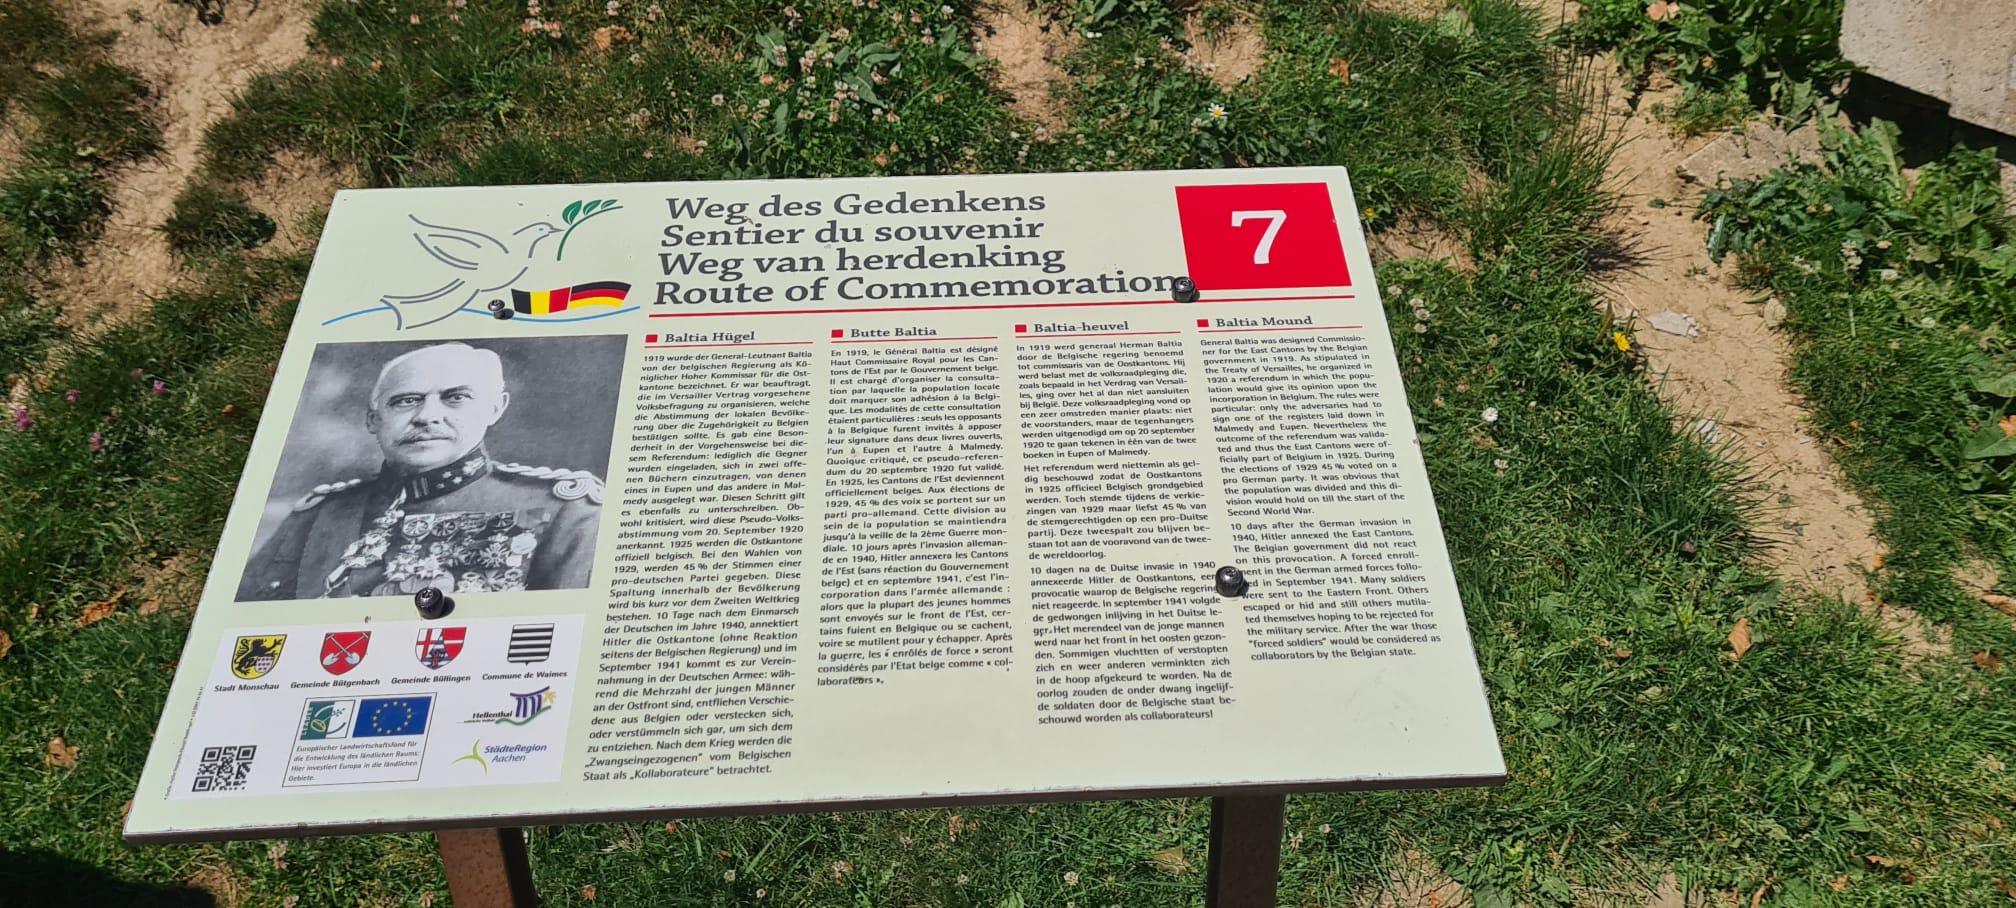 Weg des Gedenkens
Sentier du souvenir
Weg van herdenking
Route of Commemoration
7
Baltia Hügel
1919 wurde der General-Leutnant Baltia
von der belgischen Regierung als Kö-
niglicher Hoher Kommissar für die Ost-
kantone bezeichnet. Er war beauftragt,
die im Versailler Vertrag vorgesehene
Volksbefragung zu organisieren, welche
die Abstimmung der lokalen Bevölke-
rung über die Zugehörigkeit zu Belgien
bestätigen sollte. Es gab eine Beson-
derheit in der Vorgehensweise bei die-
sem Referendum: lediglich die Gegner
wurden eingeladen, sich in zwei offe-
nen Büchern einzutragen, von denen
eines in Eupen und das andere in Mal-
medy ausgelegt war. Diesen Schritt gilt
es ebenfalls zu unterschreiben. Ob-
wohl kritisiert, wird diese Pseudo-Volks-
abstimmung vom 20. September 1920
anerkannt. 1925 werden die Ostkantone
offiziell belgisch. Bei den Wahlen von
1929, werden 45 % der Stimmen einer
pro-deutschen Partei gegeben. Diese
Spaltung innerhalb der Bevölkerung
wird bis kurz vor dem Zweiten Weltkrieg
bestehen. 10 Tage nach dem Einmarsch
der Deutschen im Jahre 1940, annektiert
Hitler die Ostkantone (ohne Reaktion
seitens der Belgischen Regierung) und im
September 1941 kommt es zur Verein-
nahmung in der Deutschen Armee: wäh-
rend die Mehrzahl der jungen Männer
an der Ostfront sind, entfliehen Verschie-
dene aus Belgien oder verstecken sich,
oder verstümmeln sich gar, um sich dem
zu entziehen. Nach dem Krieg werden die
„Zwangseingezogenen" vom Belgischen
Staat als „Kollaborateure" betrachtet.
Butte Baltia
En 1919, le Général Baltia est désigné
Haut Commissaire Royal pour les Can-
tons de l'Est par le Gouvernement belge.
Il est chargé d'organiser la consulta-
tion par laquelle la population locale
doit marquer son adhésion à la Belgi-
que. Les modalités de cette consultation
étaient particulières : seuls les opposants
à la Belgique furent invités à apposer
leur signature dans deux livres ouverts,
l'un à Eupen et l'autre à Malmedy.
Quoique critiqué, ce pseudo-referen-
dum du 20 septembre 1920 fut validé.
En 1925, les Cantons de l'Est deviennent
officiellement belges. Aux élections de
1929, 45 % des voix se portent sur un
parti pro-allemand. Cette division au
sein de la population se maintiendra
jusqu'à la veille de la 2ème Guerre mon-
diale. 10 jours après l'invasion alleman-
de en 1940, Hitler annexera les Cantons
de l'Est (sans réaction du Gouvernement
belge) et en septembre 1941, c'est l'in-
corporation dans l'armée allemande :
alors que la plupart des jeunes hommes
sont envoyés sur le front de l'Est, cer-
tains fuient en Belgique ou se cachent,
voire se mutilent pour y échapper. Après
la guerre, les « enrôlés de force » seront
considérés par l'Etat belge comme « col-
laborateurs ».
Baltia-heuvel
In 1919 werd generaal Herman Baltia
door de Belgische regering benoemd
tot commissaris van de Oostkantons. Hij
werd belast met de volksraadpleging die,
zoals bepaald in het Verdrag van Versail-
les, ging over het al dan niet aansluiten
bij België. Deze volksraadpleging vond op
een zeer omstreden manier plaats: niet
de voorstanders, maar de tegenhangers
werden uitgenodigd om op 20 september
1920 te gaan tekenen in één van de twee
boeken in Eupen of Malmedy.
Het referendum werd niettemin als gel-
dig beschouwd zodat de Oostkantons
in 1925 officieel Belgisch grondgebied
werden. Toch stemde tijdens de verkie-
zingen van 1929 maar liefst 45 % van
de stemgerechtigden op een pro-Duitse
partij. Deze tweespalt zou blijven be-
staan tot aan de vooravond van de twee-
de wereldoorlog.
10 dagen na de Duitse invasie in 1940
annexeerde Hitler de Oostkantons, een
provocatie waarop de Belgische regering
niet reageerde. In september 1941 volgde
de gedwongen inlijving in het Duitse le-
ger. Het merendeel van de jonge mannen
werd naar het front in het oosten gezon-
den. Sommigen vluchtten of verstopten
zich en weer anderen verminkten zich
in de hoop afgekeurd te worden. Na de
oorlog zouden de onder dwang ingelijf-
de soldaten door de Belgische staat be-
schouwd worden als collaborateurs!
Baltia Mound
General Baltia was designed Commissio-
ner for the East Cantons by the Belgian
government in 1919. As stipulated in
the Treaty of Versailles, he organized in
1920 a referendum in which the popu-
lation would give its opinion upon the
incorporation in Belgium. The rules were
particular: only the adversaries had to
sign one of the registers laid down in
Malmedy and Eupen. Nevertheless the
outcome of the referendum was valida-
ted and thus the East Cantons were of-
ficially part of Belgium in 1925. During
the elections of 1929 45 % voted on a
pro German party. It was obvious that
the population was divided and this di-
vision would hold on till the start of the
Second World War.
10 days after the German invasion in
1940, Hitler annexed the East Cantons.
The Belgian government did not react
on this provocation. A forced enroll-
ment in the German armed forces follo-
ed in September 1941. Many soldiers
were sent to the Eastern Front. Others
escaped or hid and still others mutila-
ted themselves hoping to be rejected for
the military service. After the war those
"forced soldiers" would be considered as
collaborators by the Belgian state.
Stadt Monschau
Gemeinde Bütgenbach
Gemeinde Büllingen
Commune de Waimes
LEADER
Europäischer Landwirtschaftsfond für
die Entwicklung des ländlichen Raums:
Hier investiert Europa in die ländlichen
Gebiete.
Hellenthal
StädteRegion
Aachen